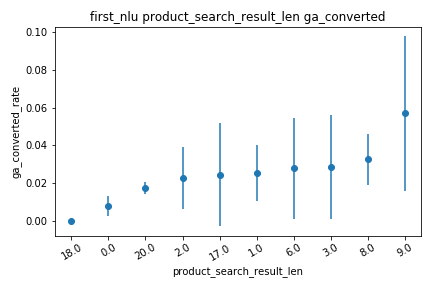 first_nlu product_search_result_len ga_converted
ga_converted_rate
0.10
0.08
0.06
0.04
0.02
0.00
18.0 0.0 20.0 2.0 17.0 1.0 6.0 3.0 8.0 9.0
product_search_result_len